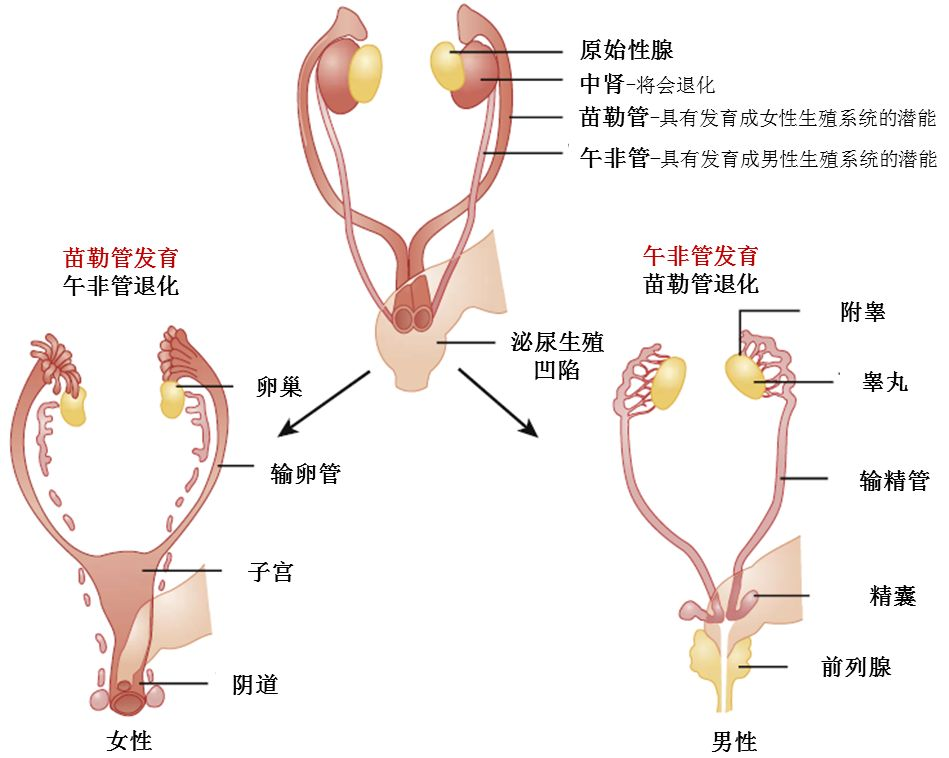 原始性腺
中肾-将会退化
苗勒管-具有发育成女性生殖系统的潜能
午非管-具有发育成男性生殖系统的潜能
苗勒管发育
午非管退化
午非管发育
苗勒管退化
泌尿生殖
凹陷
附睾
卵巢
睾丸
输卵管
输精管
子宫
精囊
阴道
前列腺
女性
男性